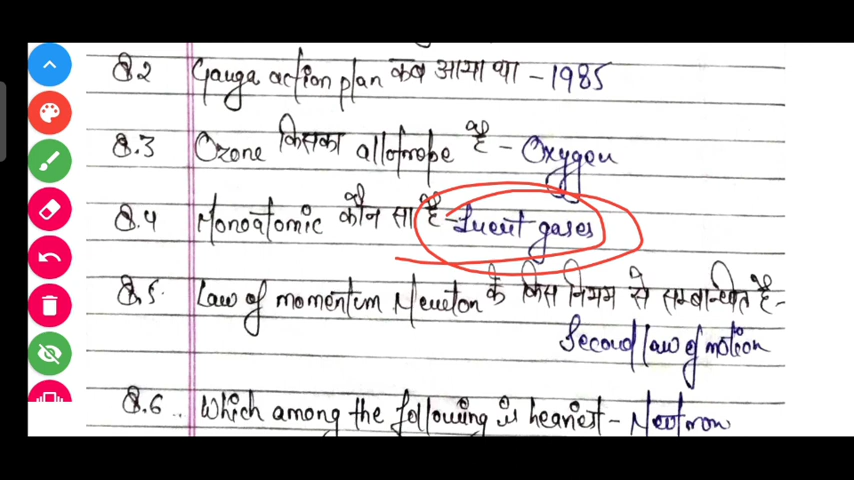 Q.2 Ganga action plan कब आया था - 1985
Q.3 Ozone किसका allotrope है - Oxygen
Q.4 Monoatomic कौन सा है - Inert gases
Q.5. Law of momentum Newton के किस नियम से सम्बन्धित है -
Second law of motion
Q.6.. Which among the following is heaviest - Neutron